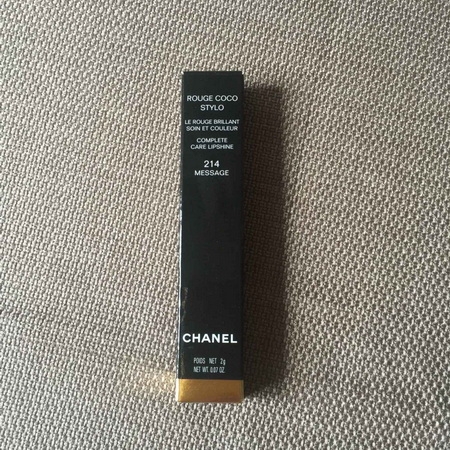 ROUGE COCO
STYLO
LE ROUGE BRILLANT
SOIN ET COULEUR
COMPLETE
CARE LIPSHINE
214
MESSAGE
CHANEL
POIDS NET 2g
NET WT. 0.07 OZ.